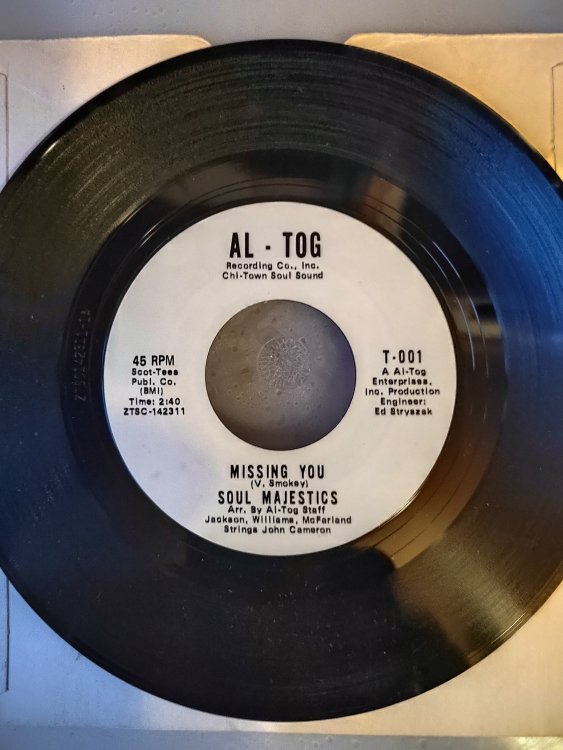 AL - TOG
Recording Co., Inc.
Chi-Town Soul Sound
45 RPM
Scot-Tees
Publ. Co.
(BMI)
Time: 2:40
ZTSC-142311
T-001
A Al-Tog
Enterprises,
Inc. Production
Engineer:
Ed Stryszak
MISSING YOU
(V. Smokey)
SOUL MAJESTICS
Arr. By Al-Tog Staff
Jackson, Williams, McFarland
Strings John Cameron
ZTSC142311-1A